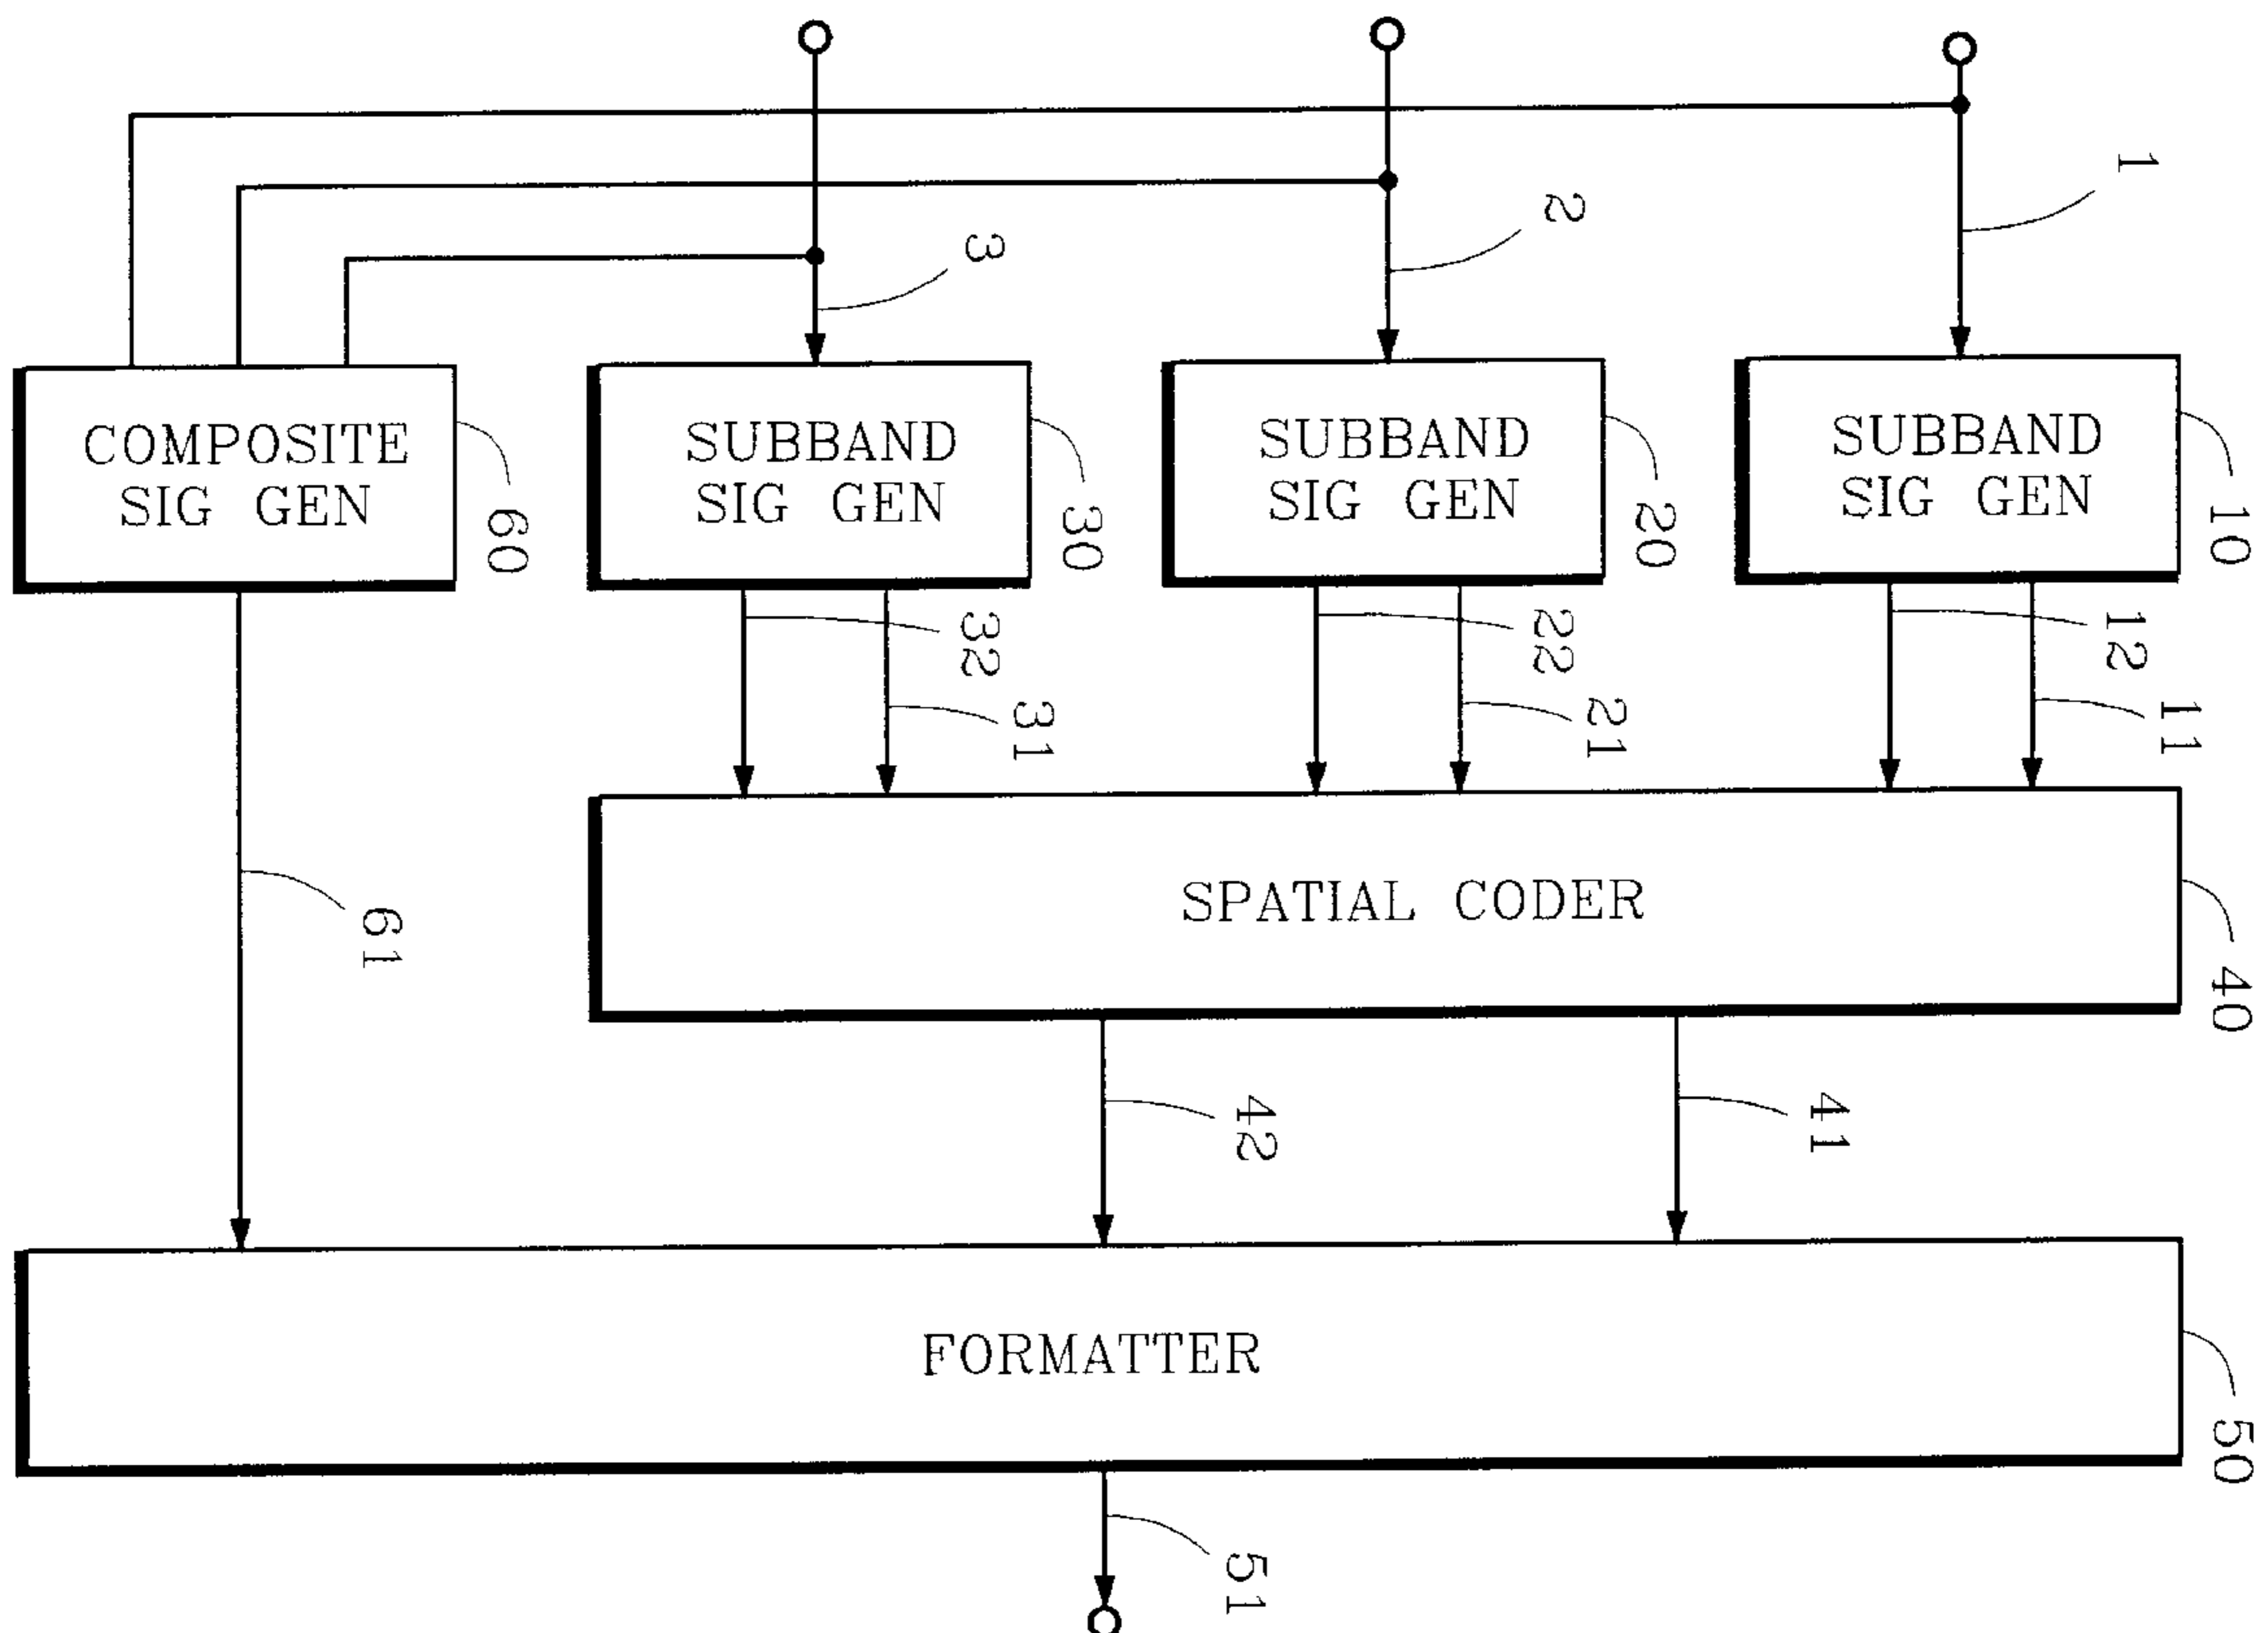 1
2
3
COMPOSITE
SIG GEN
60
SUBBAND
SIG GEN
30
SUBBAND
SIG GEN
20
SUBBAND
SIG GEN
10
32
31
22
21
12
11
61
SPATIAL CODER
40
42
41
FORMATTER
50
51